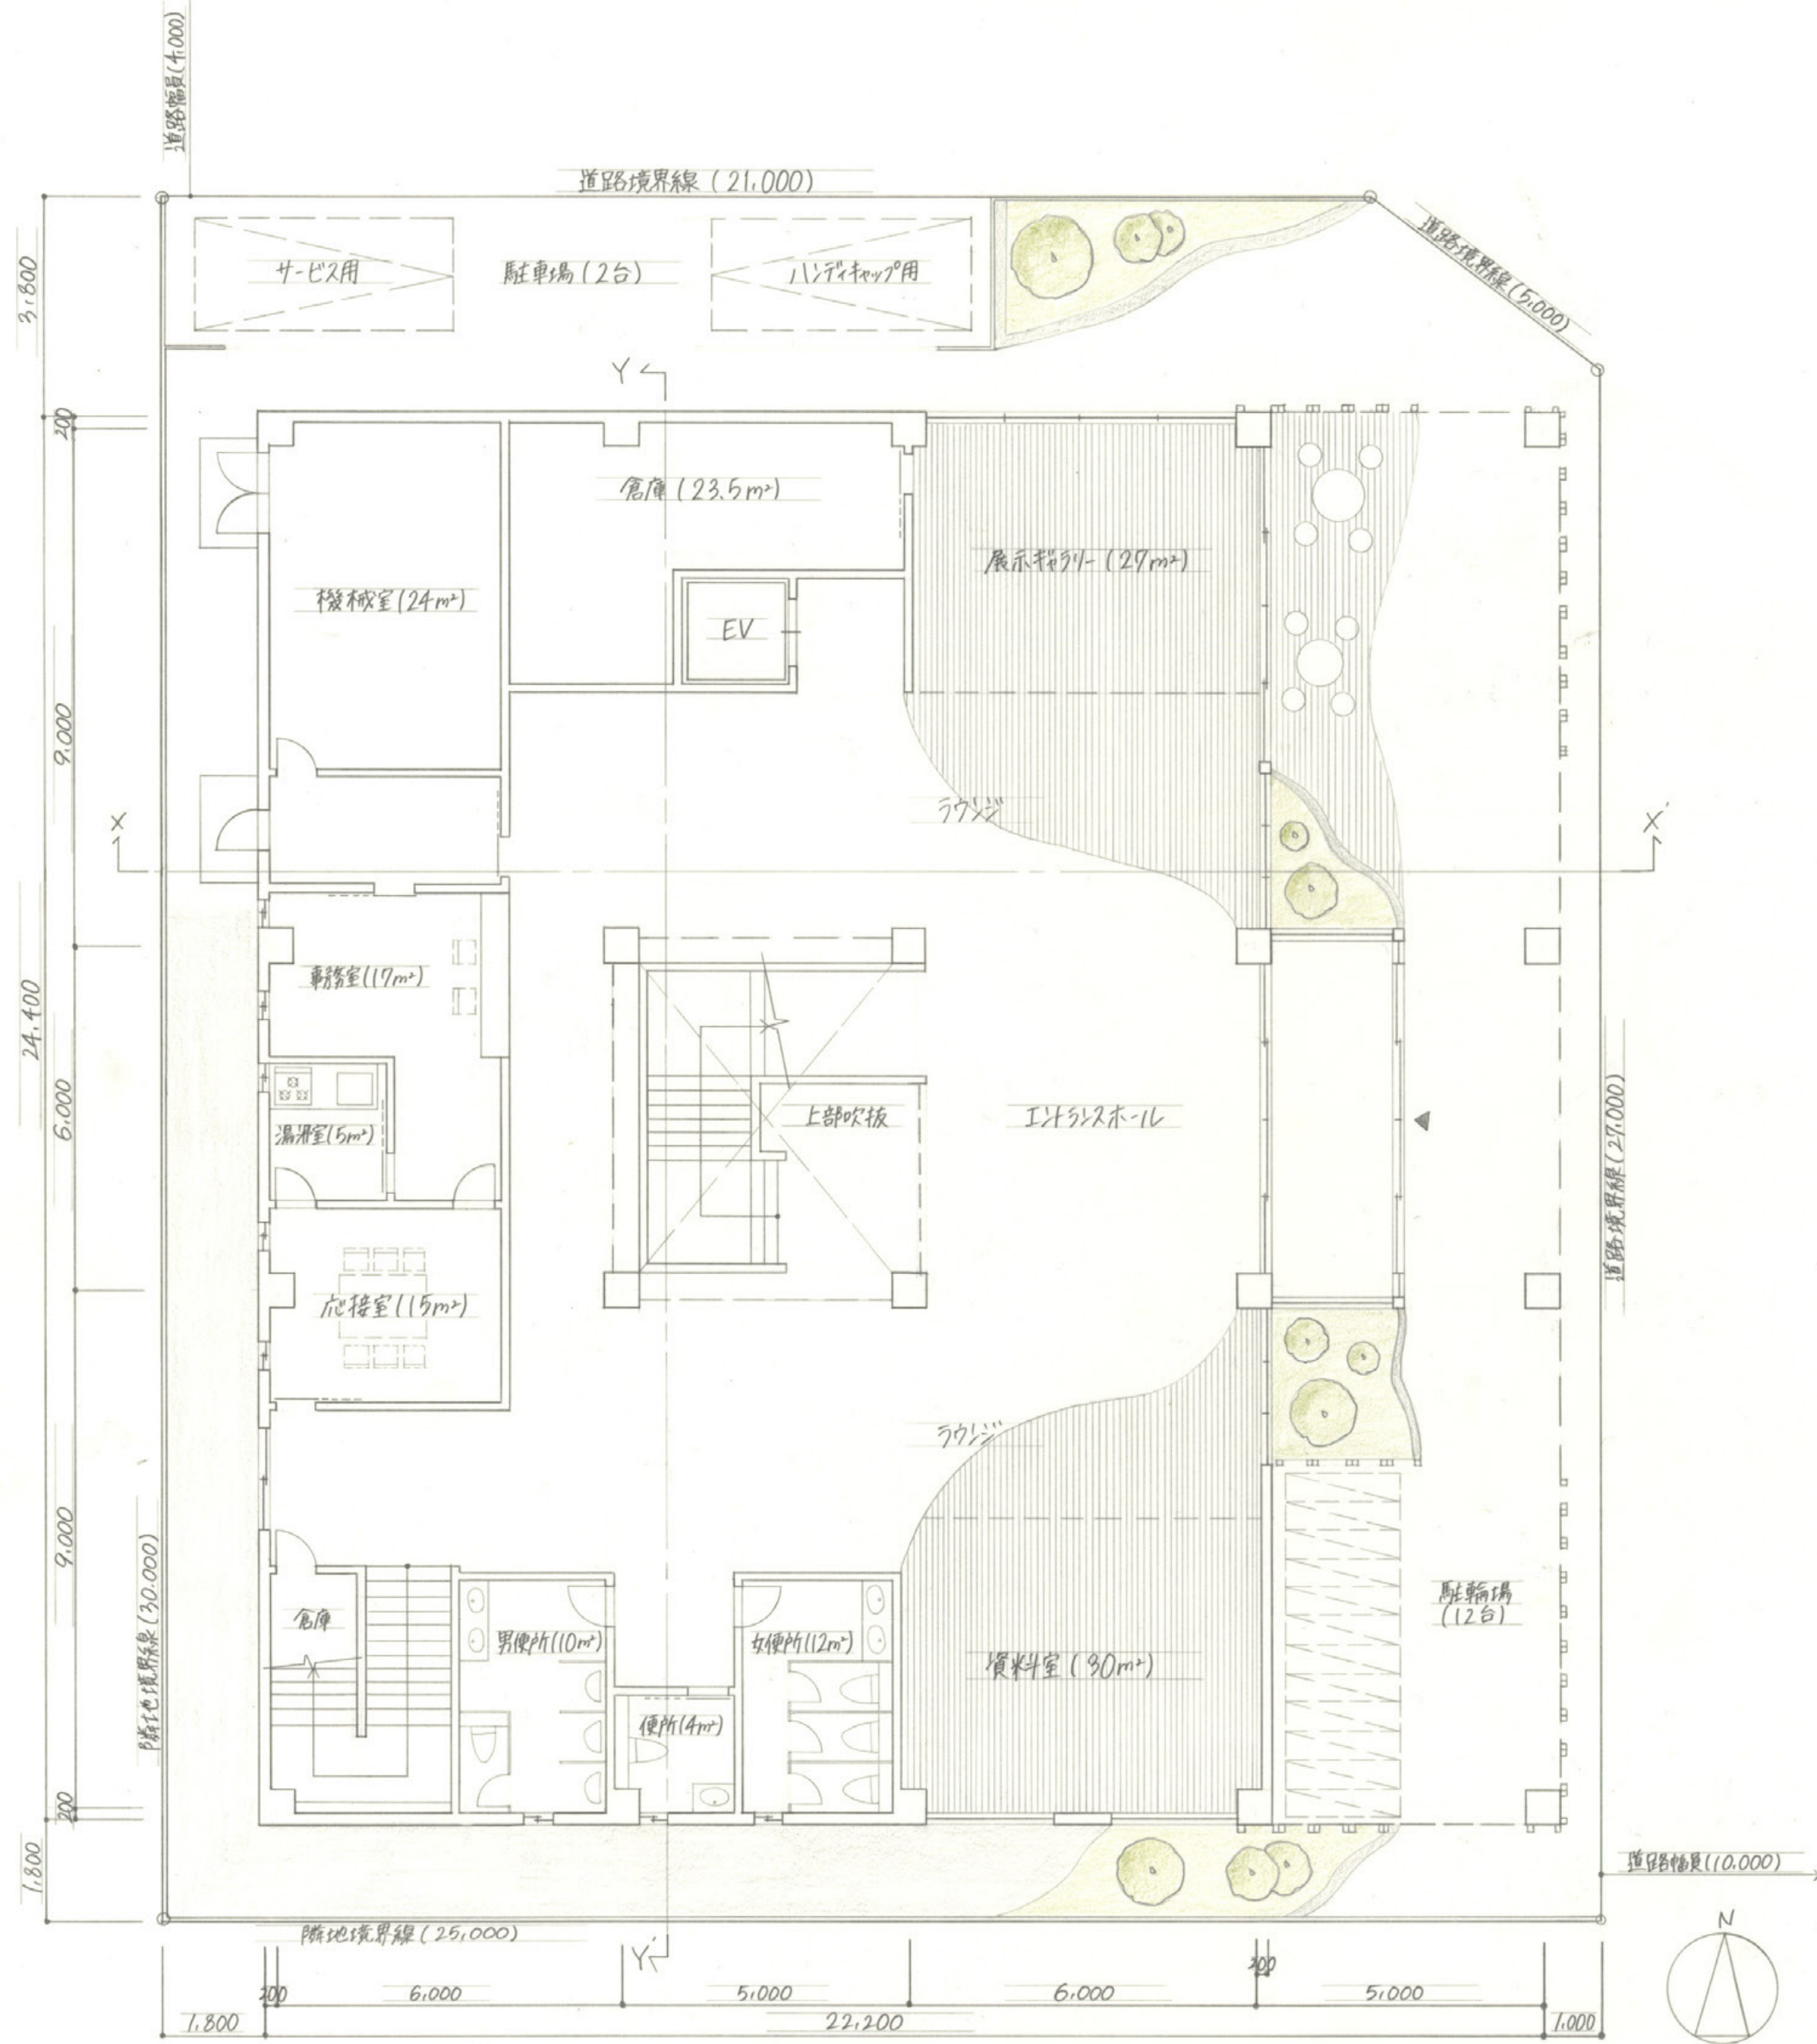 道路幅員(4,000)
道路境界線(21,000)
道路境界線(5,000)
サービス用
駐車場(2台)
ハンディキャップ用
3,800
Y
200
倉庫(23.5m²)
展示ギャラリー(27m²)
機械室(24m²)
EV
9,000
ラウンジ
X
X'
事務室(17m²)
24,400
上部吹抜
エントランスホール
6,000
湯沸室(5m²)
道路境界線(27,000)
応接室(15m²)
ラウンジ
9,000
隣地境界線(30,000)
倉庫
男便所(10m²)
女便所(12m²)
駐輪場
(12台)
資料室(30m²)
便所(4m²)
200
1,800
道路幅員(10,000)
隣地境界線(25,000)
Y'
N
200
6,000
5,000
6,000
200
5,000
1,800
22,200
1,000